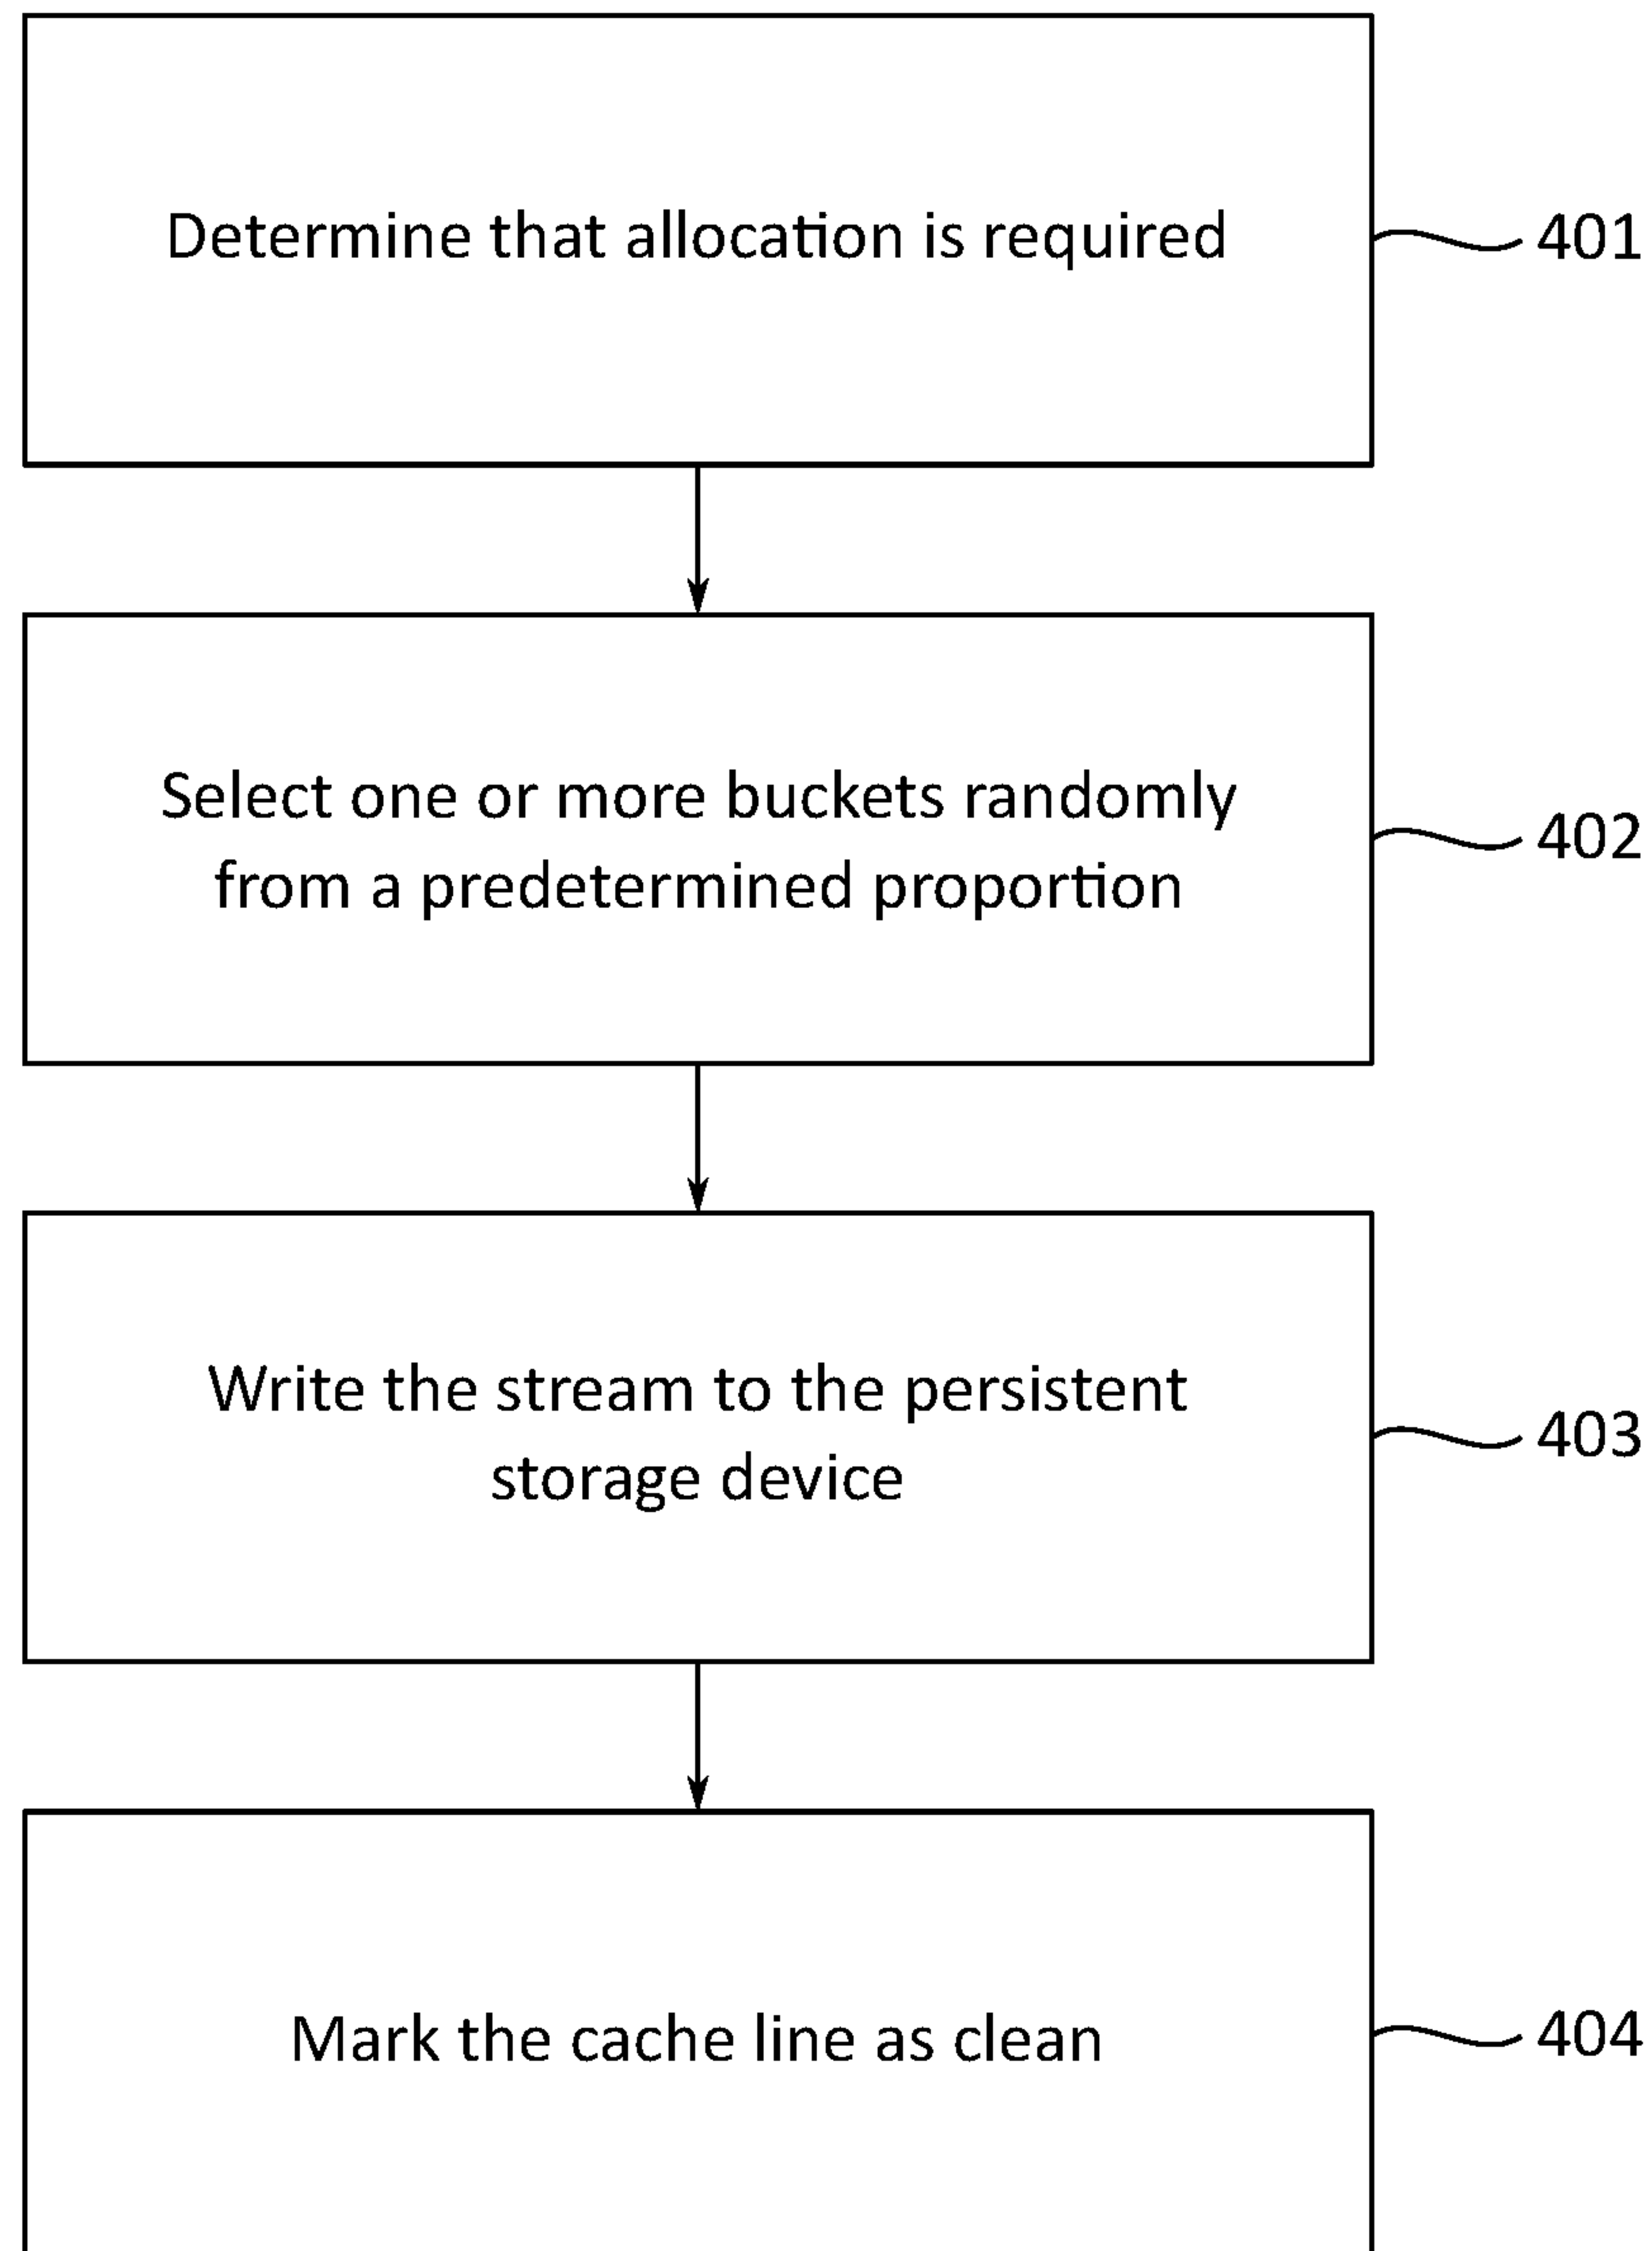 Determine that allocation is required
401
Select one or more buckets randomly
from a predetermined proportion
402
Write the stream to the persistent
storage device
403
Mark the cache line as clean
404